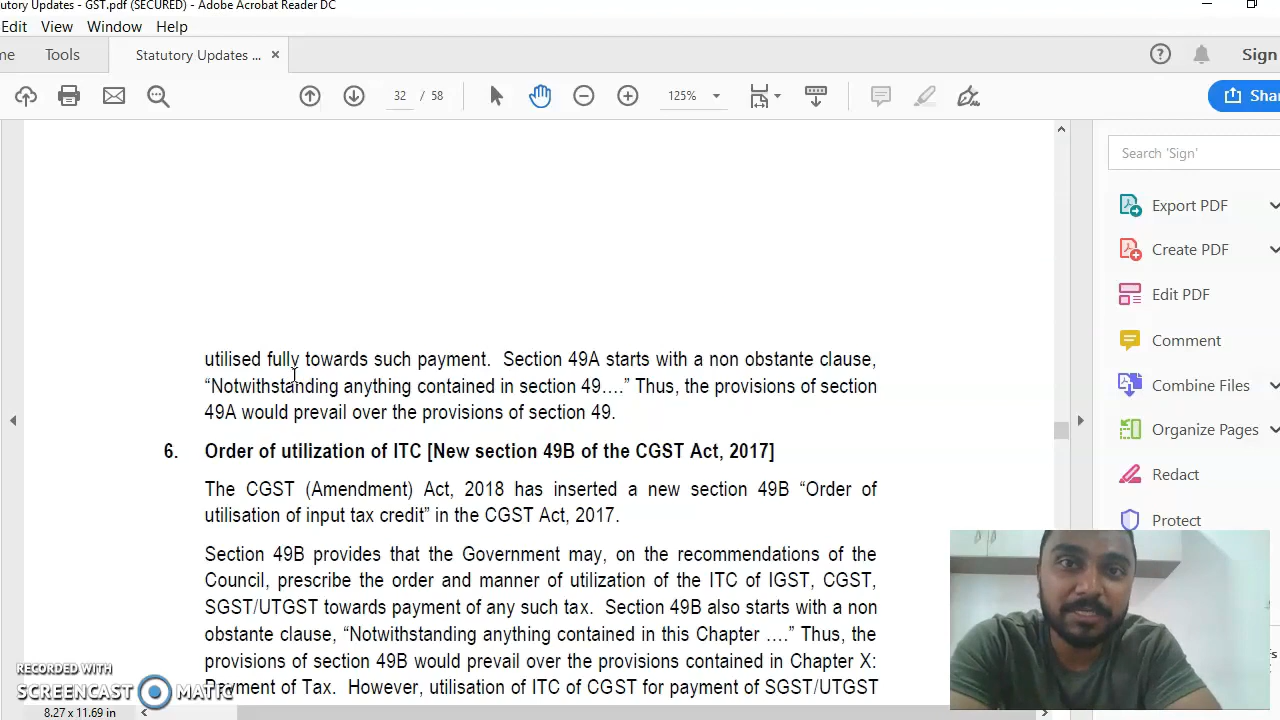 tutory Updates - GST.pdf (SECURED) - Adobe Acrobat Reader DC
Edit View Window Help
me Tools Statutory Updates ... × Sign
32 / 58 125% Shar
Search 'Sign'
Export PDF
Create PDF
Edit PDF
Comment
Combine Files
Organize Pages
Redact
Protect
utilised fully towards such payment. Section 49A starts with a non obstante clause,
“Notwithstanding anything contained in section 49....” Thus, the provisions of section
49A would prevail over the provisions of section 49.
6. Order of utilization of ITC [New section 49B of the CGST Act, 2017]
The CGST (Amendment) Act, 2018 has inserted a new section 49B “Order of
utilisation of input tax credit” in the CGST Act, 2017.
Section 49B provides that the Government may, on the recommendations of the
Council, prescribe the order and manner of utilization of the ITC of IGST, CGST,
SGST/UTGST towards payment of any such tax. Section 49B also starts with a non
obstante clause, “Notwithstanding anything contained in this Chapter ....” Thus, the
provisions of section 49B would prevail over the provisions contained in Chapter X:
Payment of Tax. However, utilisation of ITC of CGST for payment of SGST/UTGST
RECORDED WITH
SCREENCAST MATIC
8.27 x 11.69 in